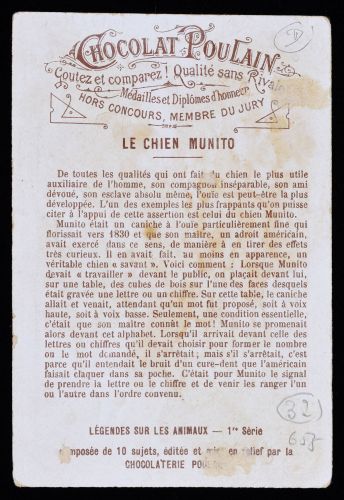 CHOCOLAT POULAIN
Goutez et comparez! Qualité sans Rivale
Médailles et Diplômes d'honneur
HORS CONCOURS, MEMBRE DU JURY
LE CHIEN MUNITO
De toutes les qualités qui ont fait du chien le plus utile
auxiliaire de l'homme, son compagnon inséparable, son ami
dévoué, son esclave absolu même, l'ouïe est peut-être la plus
développée. L'un des exemples les plus frappants qu'on puisse
citer à l'appui de cette assertion est celui du chien Munito.
Munito était un caniche à l'ouïe particulièrement fine qui
florissait vers 1830 et que son maître, un adroit américain,
avait exercé dans ce sens, de manière à en tirer des effets
très curieux. Il en avait fait, au moins en apparence, un
véritable chien « savant ». Voici comment : Lorsque Munito
devait « travailler » devant le public, on plaçait devant lui,
sur une table, des cubes de bois sur l'une des faces desquels
était gravée une lettre ou un chiffre. Sur cette table, le caniche
allait et venait, attendant qu'un mot fut proposé, soit à voix
haute, soit à voix basse. Seulement, une condition essentielle,
c'était que son maître connût le mot! Munito se promenait
alors devant cet alphabet. Lorsqu'il arrivait devant celle des
lettres ou chiffres qu'il devait choisir pour former le nombre
ou le mot demandé, il s'arrêtait; mais s'il s'arrêtait, c'est
parce qu'il entendait le bruit d'un cure-dent que l'américain
faisait claquer dans sa poche. C'était pour Munito le signal
de prendre la lettre ou le chiffre et de venir les ranger l'un
ou l'autre dans l'ordre convenu.
32
LÉGENDES SUR LES ANIMAUX — 1re Série
composée de 10 sujets, éditée et mise en relief par la
CHOCOLATERIE POULAIN